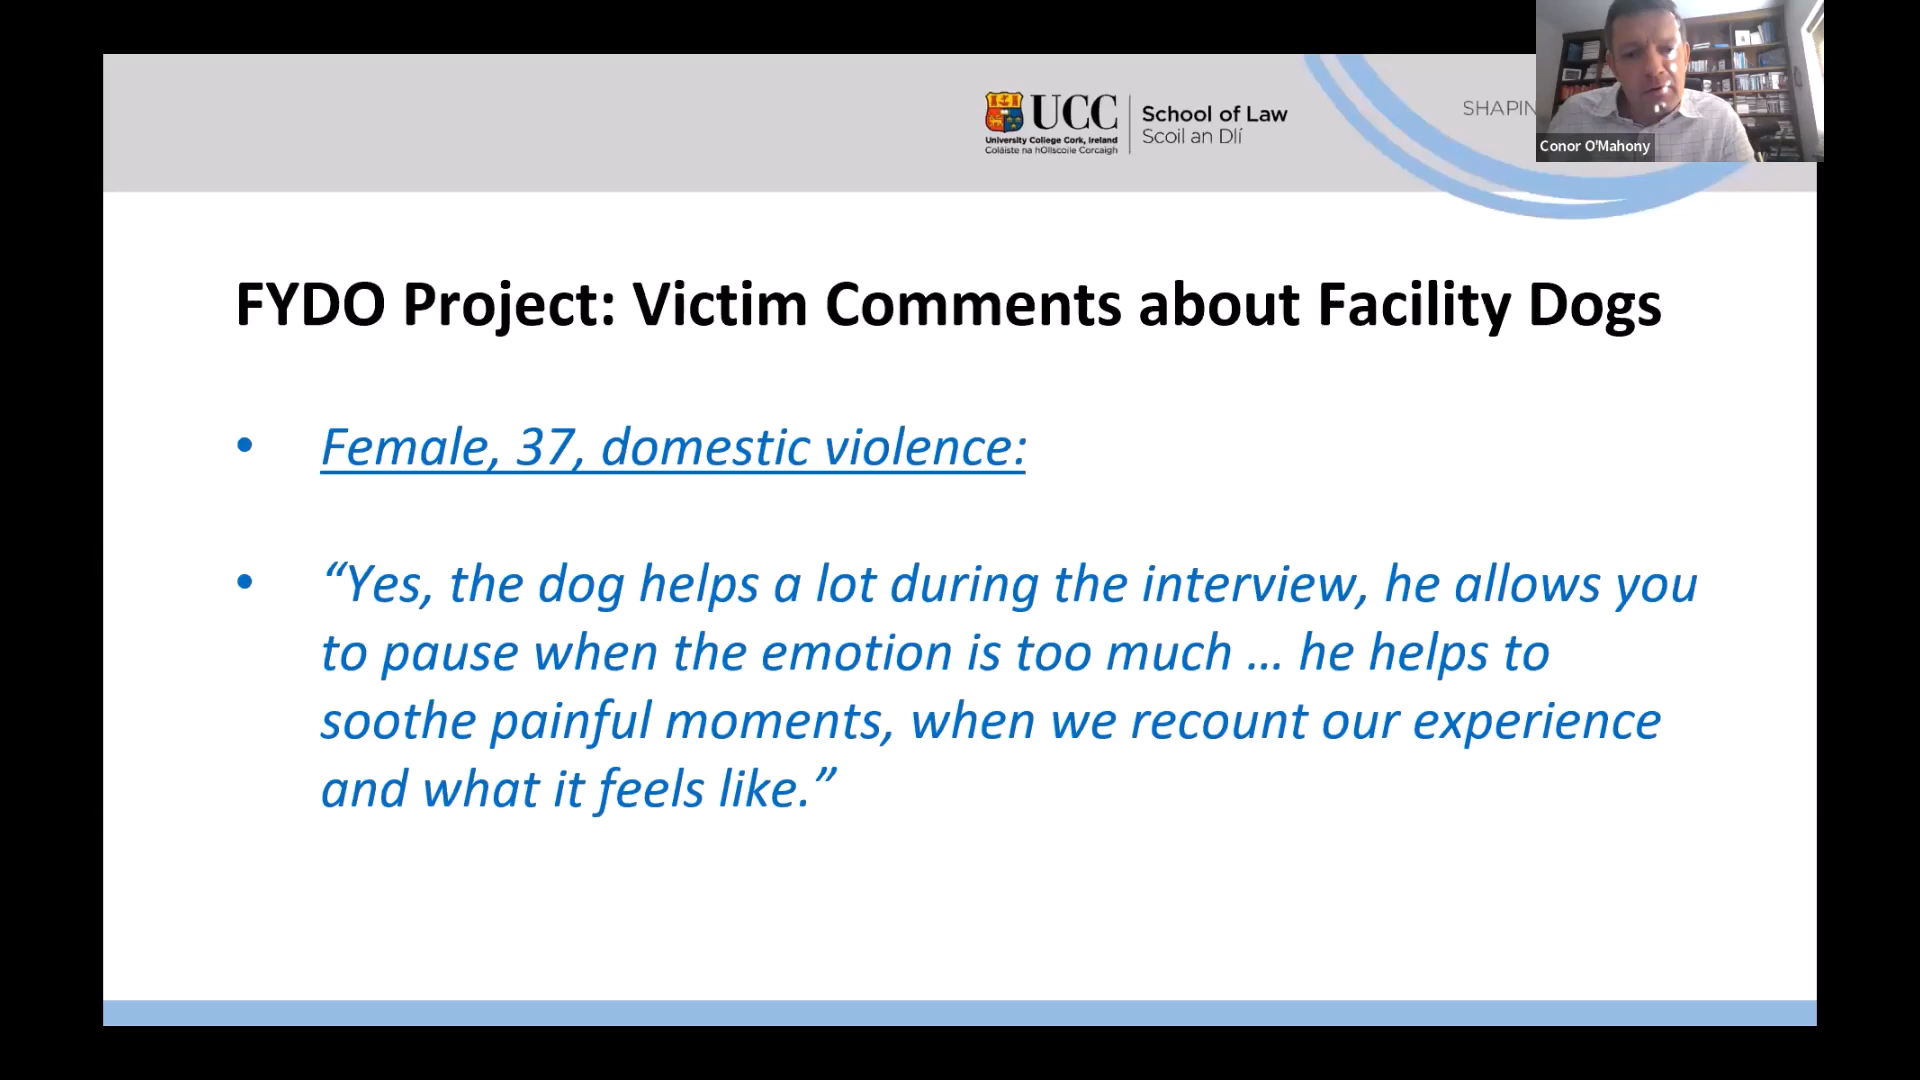 UCC
University College Cork, Ireland
Coláiste na hOllscoile Corcaigh
School of Law
Scoil an Dlí
Conor O'Mahony
FYDO Project: Victim Comments about Facility Dogs
• Female, 37, domestic violence:
• “Yes, the dog helps a lot during the interview, he allows you
to pause when the emotion is too much ... he helps to
soothe painful moments, when we recount our experience
and what it feels like.”